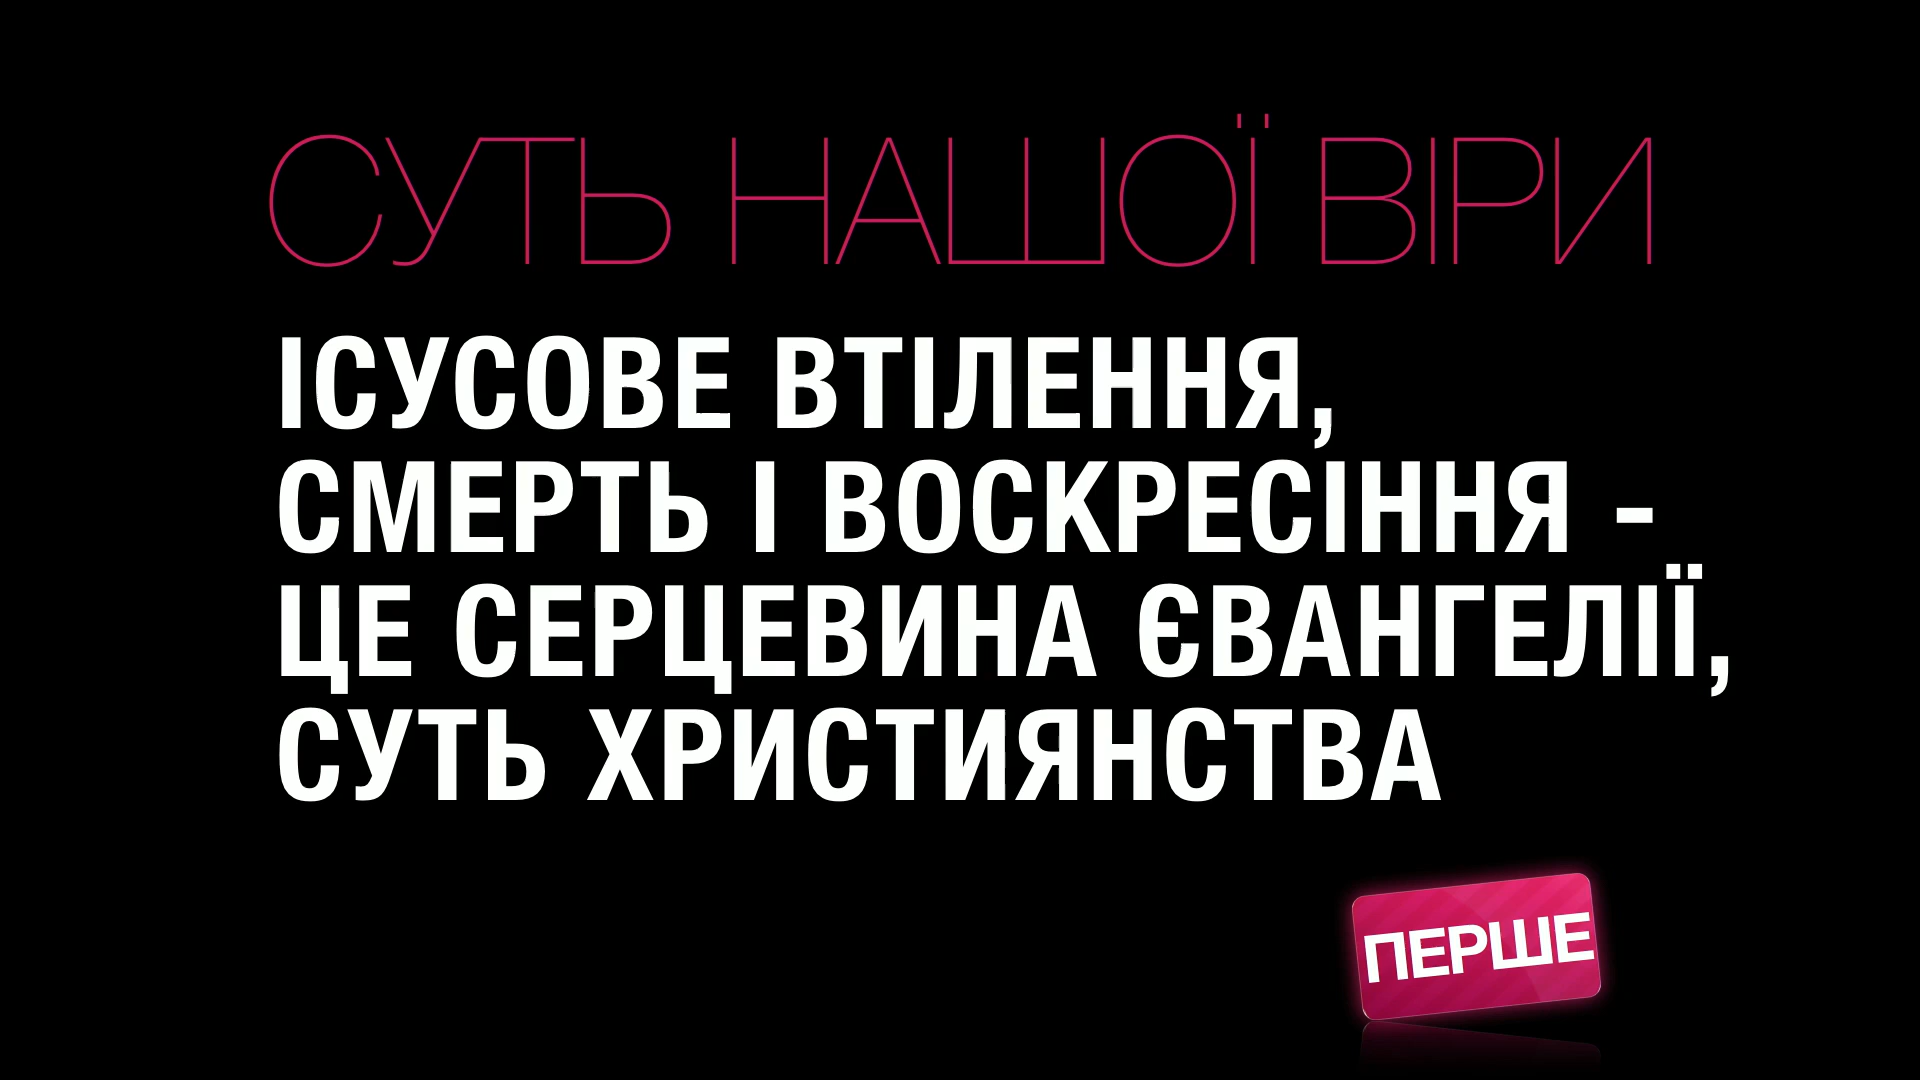 СУТЬ НАШОЇ ВІРИ
ІСУСОВЕ ВТІЛЕННЯ,
СМЕРТЬ І ВОСКРЕСІННЯ -
ЦЕ СЕРЦЕВИНА ЄВАНГЕЛІЇ,
СУТЬ ХРИСТИЯНСТВА
ПЕРШЕ